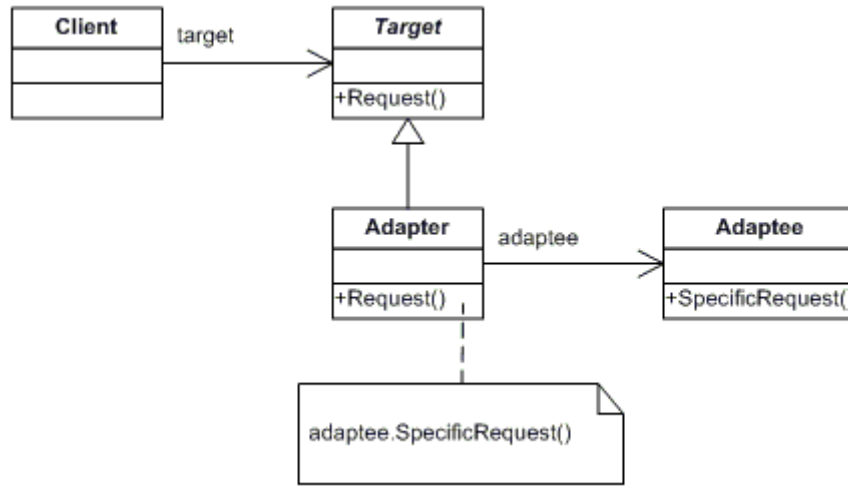 Client
target
Target
+Request()
Adapter
adaptee
Adaptee
+Request()
+SpecificRequest()
adaptee.SpecificRequest()